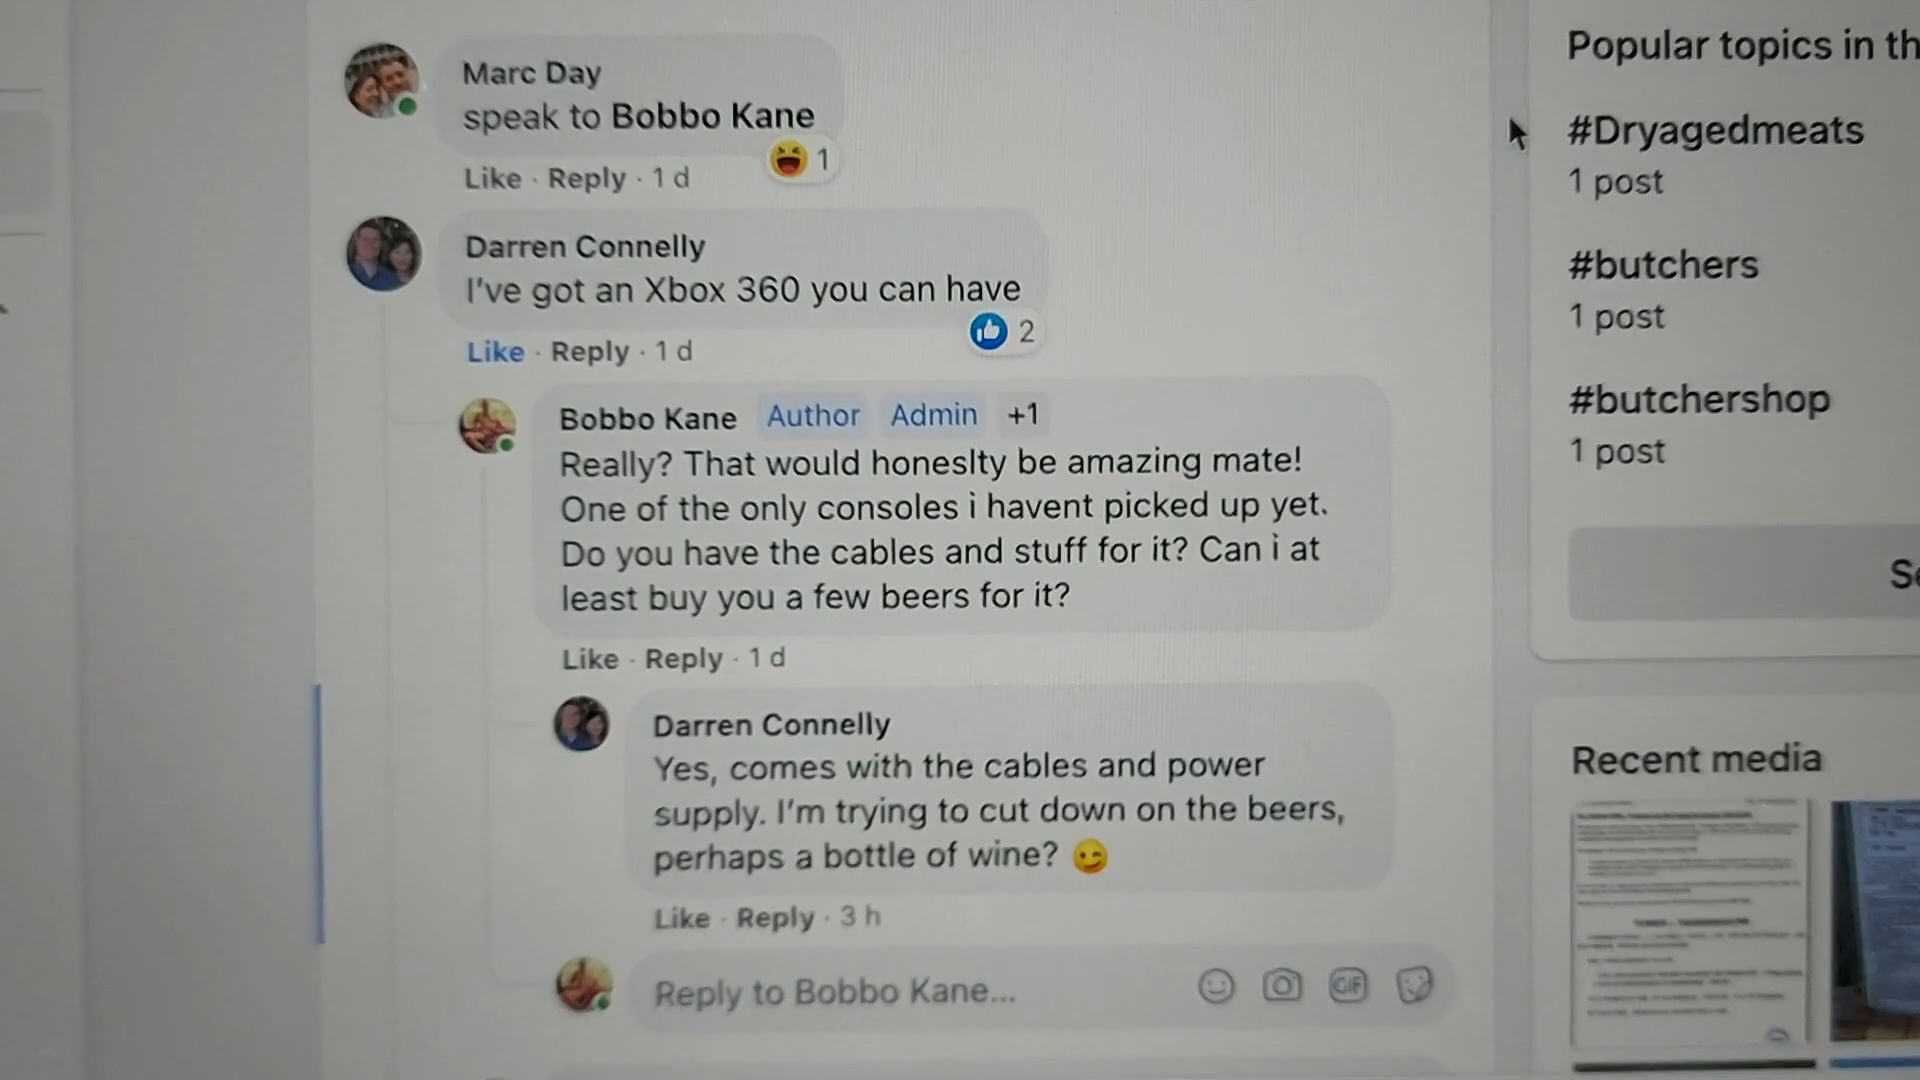 Marc Day
speak to Bobbo Kane
1
Like · Reply · 1 d
Darren Connelly
I've got an Xbox 360 you can have
2
Like · Reply · 1 d
Bobbo Kane Author Admin +1
Really? That would honeslty be amazing mate!
One of the only consoles i havent picked up yet.
Do you have the cables and stuff for it? Can i at
least buy you a few beers for it?
Like · Reply · 1 d
Darren Connelly
Yes, comes with the cables and power
supply. I'm trying to cut down on the beers,
perhaps a bottle of wine? 😉
Like · Reply · 3 h
Reply to Bobbo Kane...
GIF
Popular topics in th
#Dryagedmeats
1 post
#butchers
1 post
#butchershop
1 post
Se
Recent media